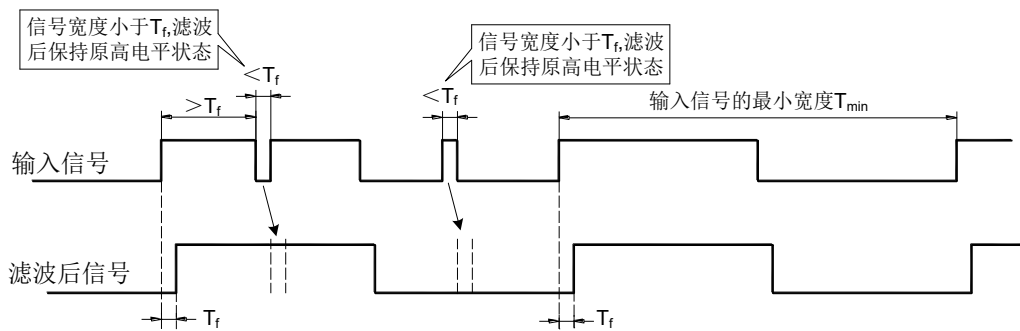 信号宽度小于Tf,滤波
后保持原高电平状态
信号宽度小于Tf,滤波
后保持原高电平状态
<Tf
>Tf
<Tf
输入信号的最小宽度Tmin
输入信号
滤波后信号
Tf
Tf